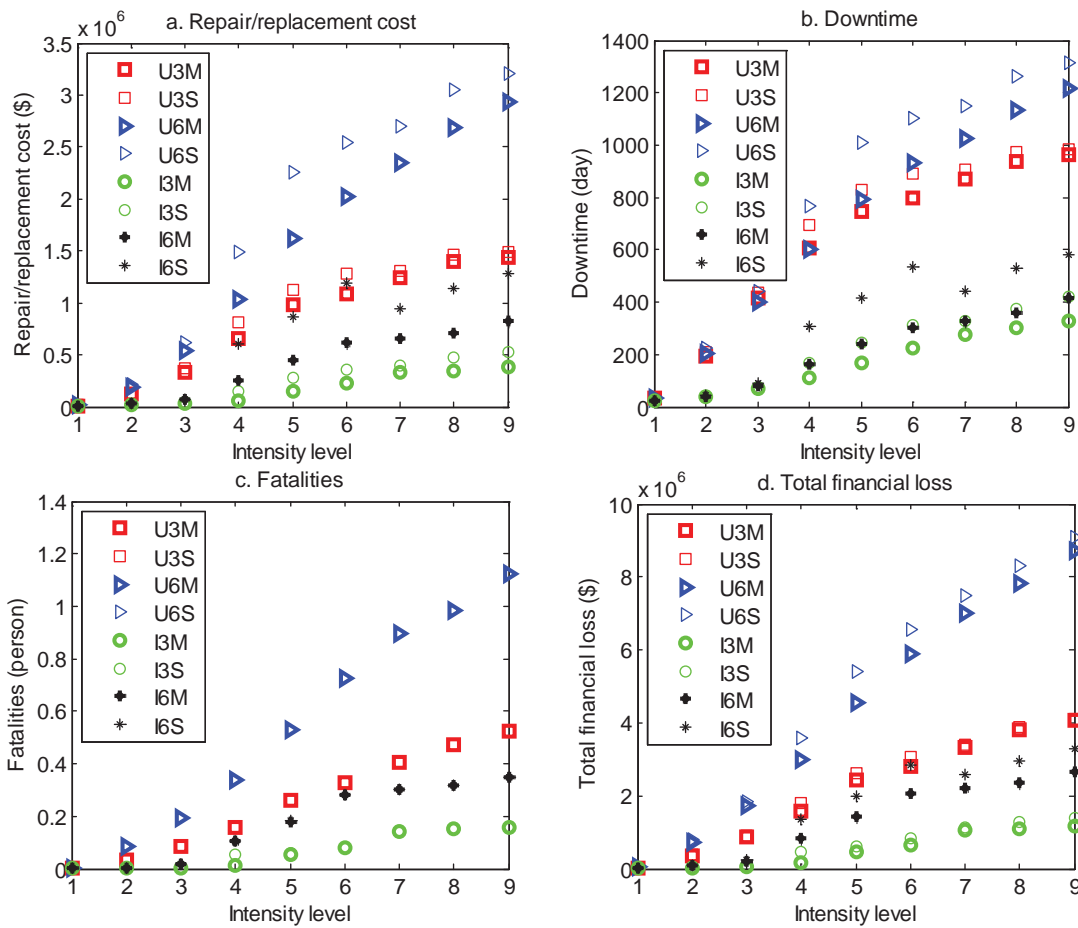 a. Repair/replacement cost
x 10^6
Repair/replacement cost ($)
3.5
3
2.5
2
1.5
1
0.5
0
U3M
U3S
U6M
U6S
I3M
I3S
I6M
I6S
1 2 3 4 5 6 7 8 9
Intensity level
b. Downtime
Downtime (day)
1400
1200
1000
800
600
400
200
0
U3M
U3S
U6M
U6S
I3M
I3S
I6M
I6S
1 2 3 4 5 6 7 8 9
Intensity level
c. Fatalities
Fatalities (person)
1.4
1.2
1
0.8
0.6
0.4
0.2
0
U3M
U3S
U6M
U6S
I3M
I3S
I6M
I6S
1 2 3 4 5 6 7 8 9
Intensity level
d. Total financial loss
x 10^6
Total financial loss ($)
10
8
6
4
2
0
U3M
U3S
U6M
U6S
I3M
I3S
I6M
I6S
1 2 3 4 5 6 7 8 9
Intensity level